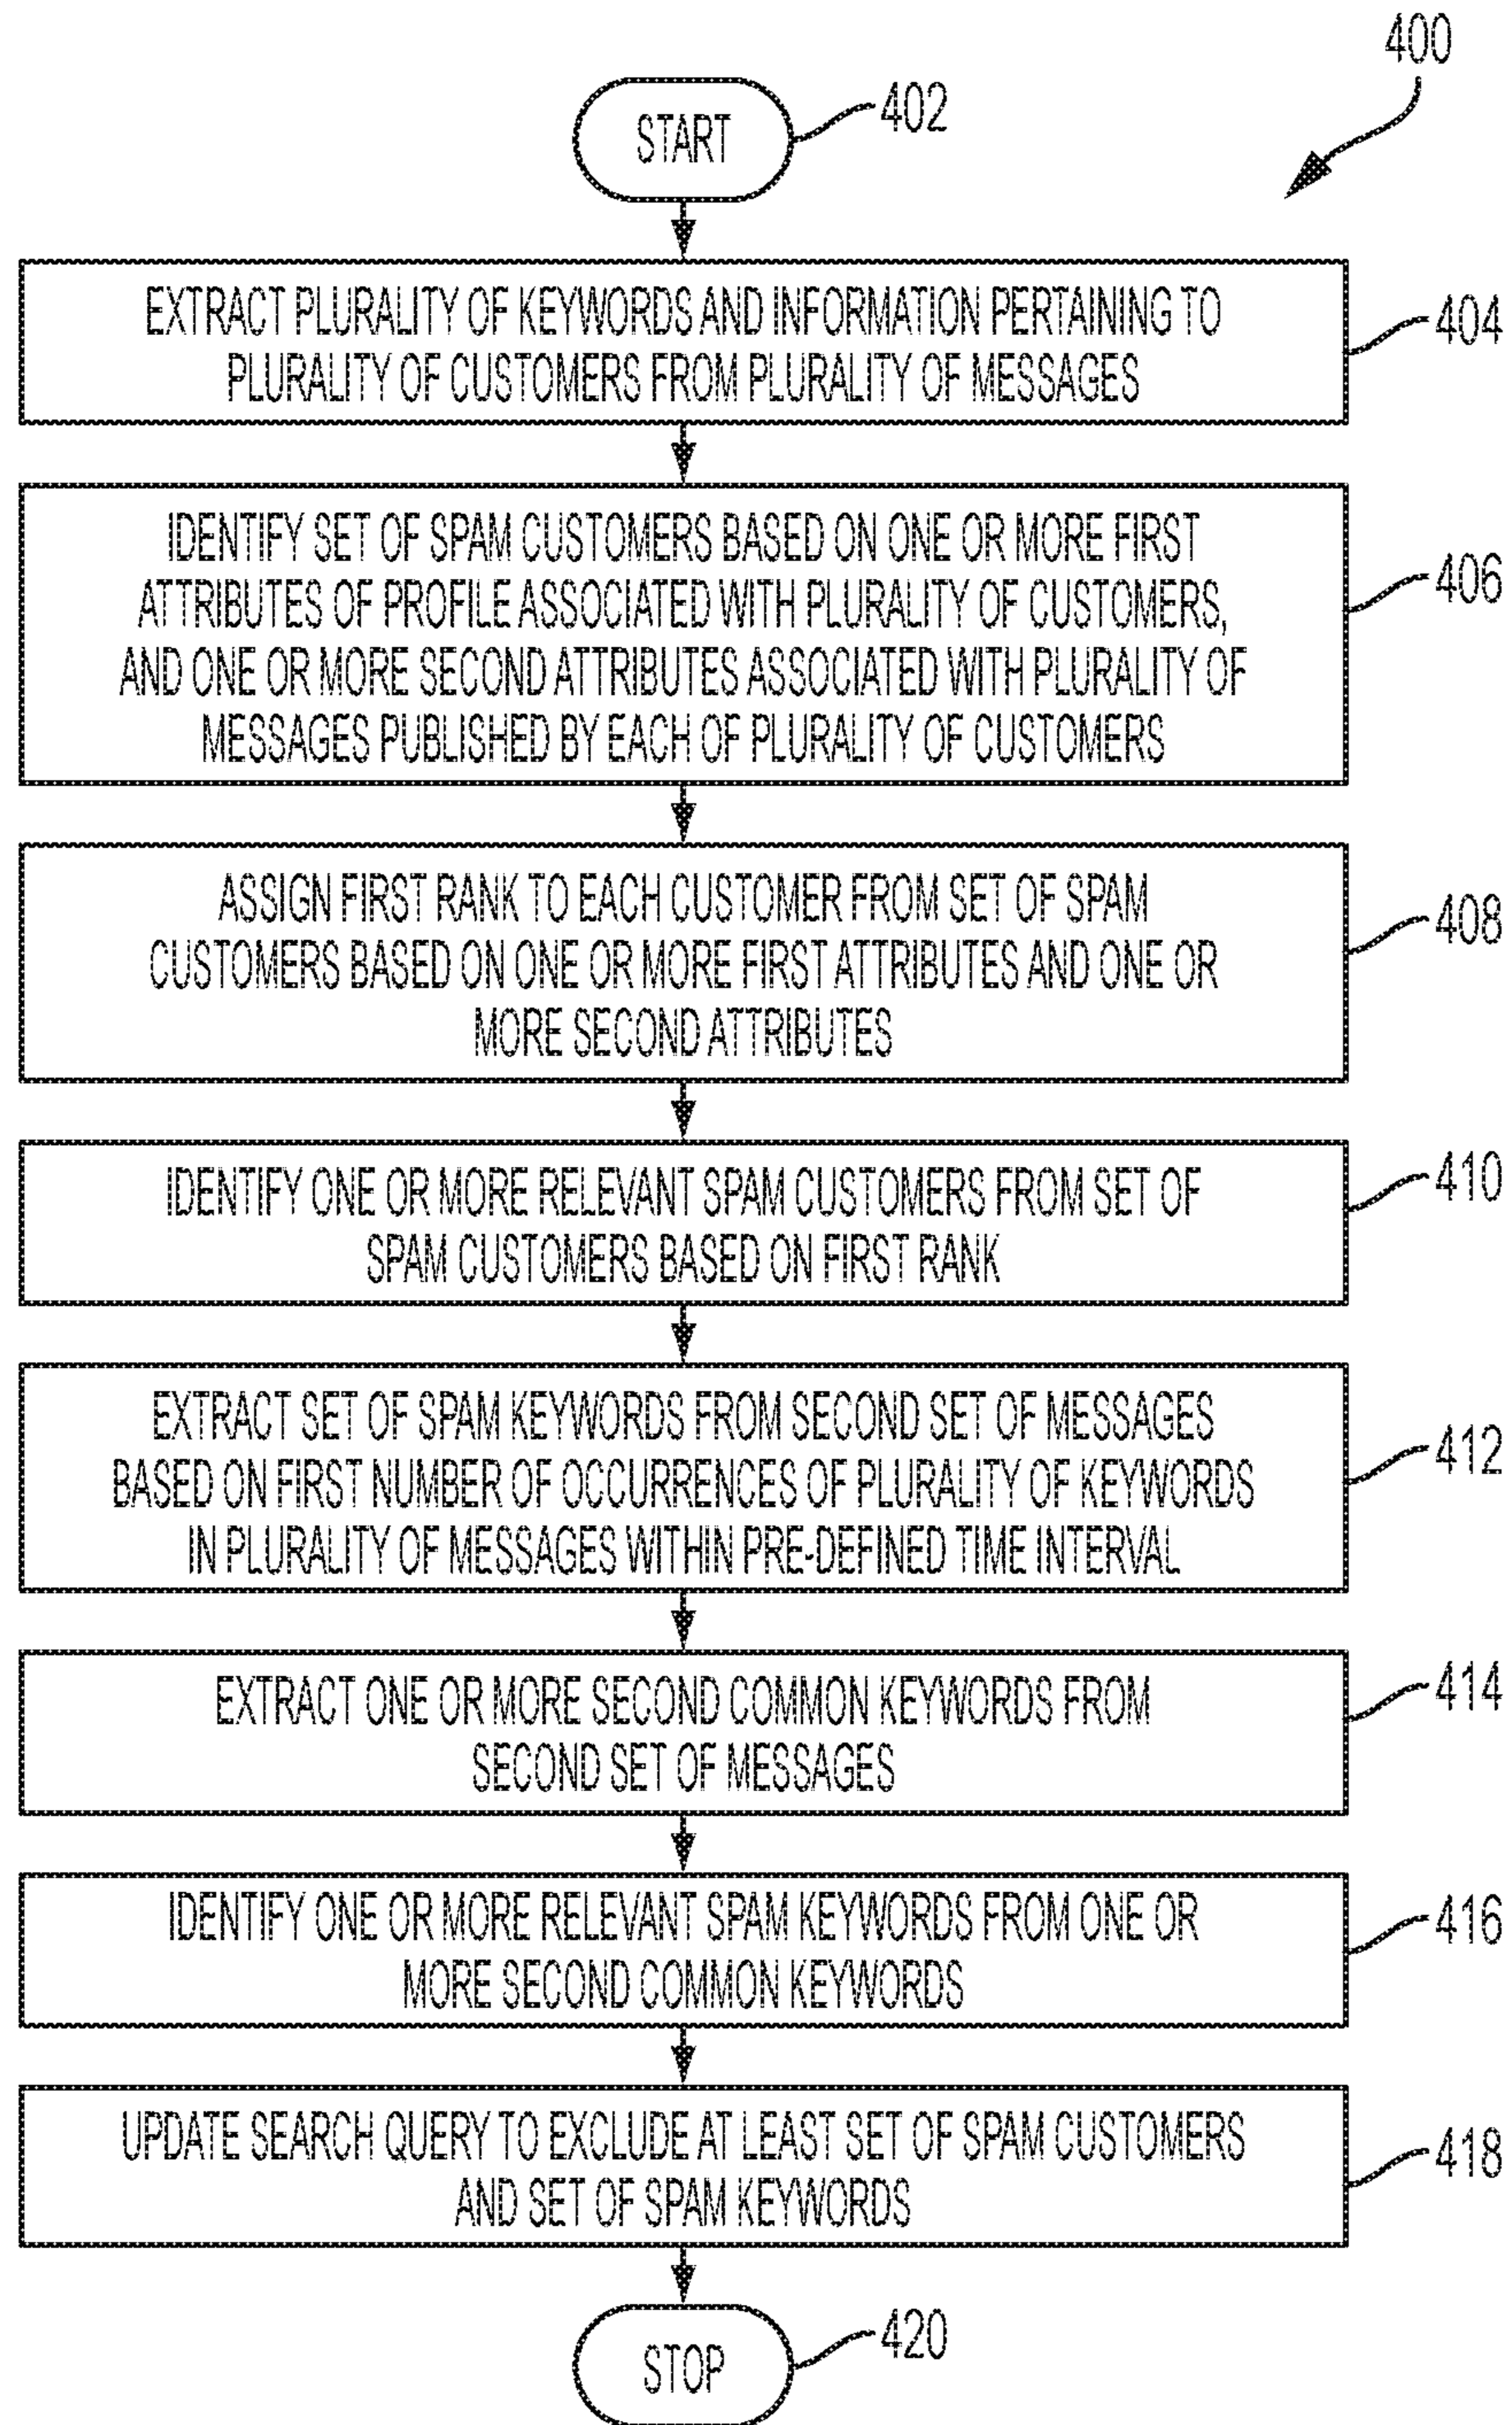 400
START
402
EXTRACT PLURALITY OF KEYWORDS AND INFORMATION PERTAINING TO
PLURALITY OF CUSTOMERS FROM PLURALITY OF MESSAGES
404
IDENTIFY SET OF SPAM CUSTOMERS BASED ON ONE OR MORE FIRST
ATTRIBUTES OF PROFILE ASSOCIATED WITH PLURALITY OF CUSTOMERS,
AND ONE OR MORE SECOND ATTRIBUTES ASSOCIATED WITH PLURALITY OF
MESSAGES PUBLISHED BY EACH OF PLURALITY OF CUSTOMERS
406
ASSIGN FIRST RANK TO EACH CUSTOMER FROM SET OF SPAM
CUSTOMERS BASED ON ONE OR MORE FIRST ATTRIBUTES AND ONE OR
MORE SECOND ATTRIBUTES
408
IDENTIFY ONE OR MORE RELEVANT SPAM CUSTOMERS FROM SET OF
SPAM CUSTOMERS BASED ON FIRST RANK
410
EXTRACT SET OF SPAM KEYWORDS FROM SECOND SET OF MESSAGES
BASED ON FIRST NUMBER OF OCCURRENCES OF PLURALITY OF KEYWORDS
IN PLURALITY OF MESSAGES WITHIN PRE-DEFINED TIME INTERVAL
412
EXTRACT ONE OR MORE SECOND COMMON KEYWORDS FROM
SECOND SET OF MESSAGES
414
IDENTIFY ONE OR MORE RELEVANT SPAM KEYWORDS FROM ONE OR
MORE SECOND COMMON KEYWORDS
416
UPDATE SEARCH QUERY TO EXCLUDE AT LEAST SET OF SPAM CUSTOMERS
AND SET OF SPAM KEYWORDS
418
STOP
420